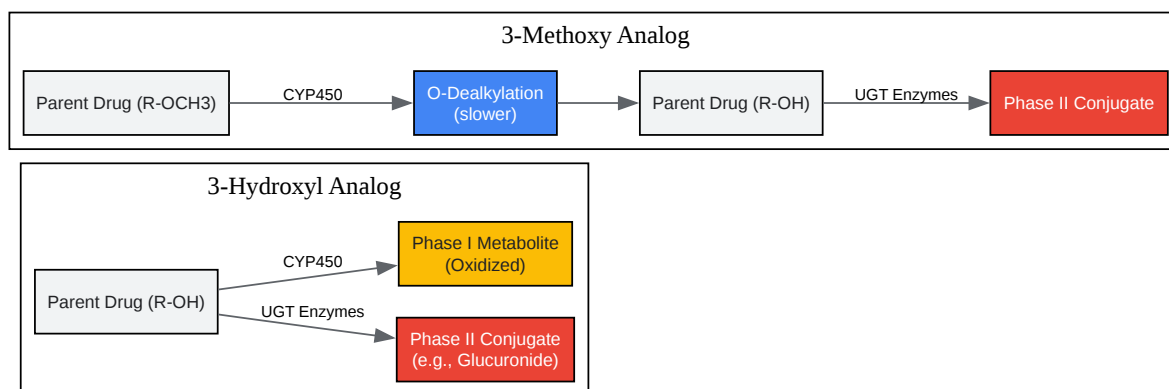 3-Methoxy Analog
Parent Drug (R-OCH3)
CYP450
O-Dealkylation
(slower)
Parent Drug (R-OH)
UGT Enzymes
Phase II Conjugate
3-Hydroxyl Analog
Parent Drug (R-OH)
CYP450
Phase I Metabolite
(Oxidized)
UGT Enzymes
Phase II Conjugate
(e.g., Glucuronide)